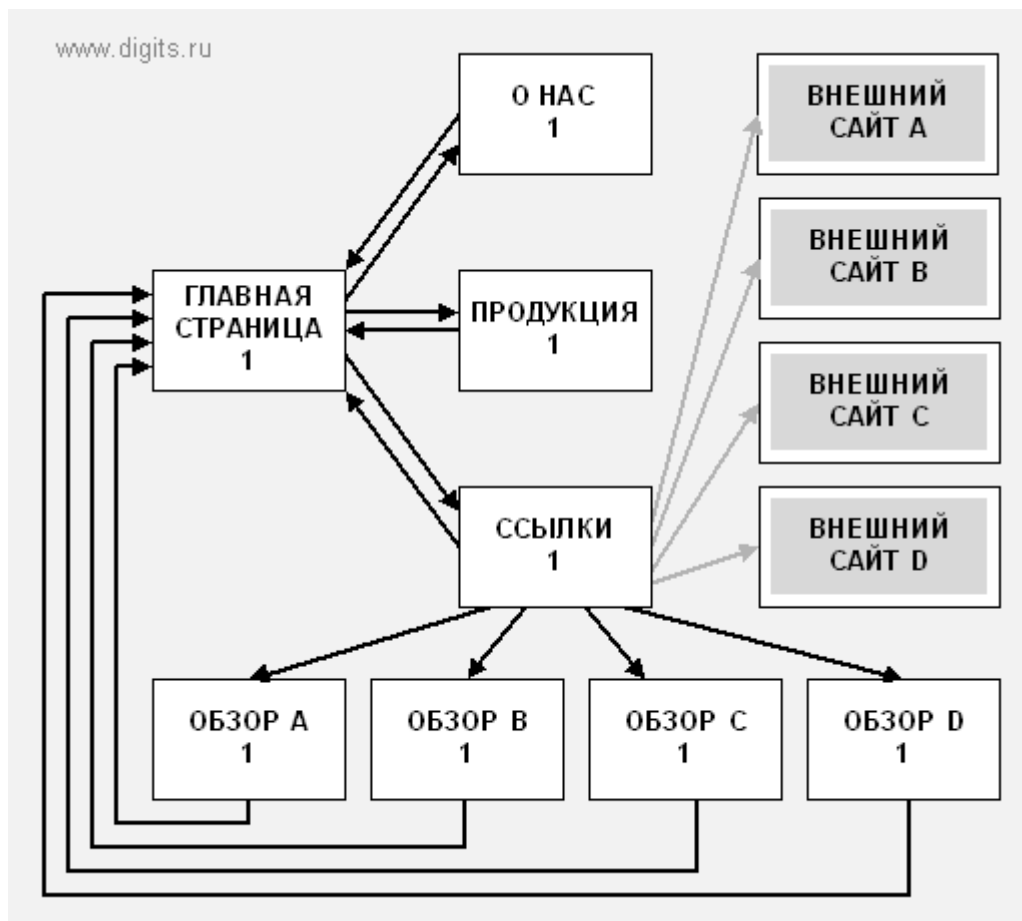 www.digits.ru
О НАС
1
ВНЕШНИЙ
САЙТ A
ВНЕШНИЙ
САЙТ B
ГЛАВНАЯ
СТРАНИЦА
1
ПРОДУКЦИЯ
1
ВНЕШНИЙ
САЙТ C
ССЫЛКИ
1
ВНЕШНИЙ
САЙТ D
ОБЗОР A
1
ОБЗОР B
1
ОБЗОР C
1
ОБЗОР D
1